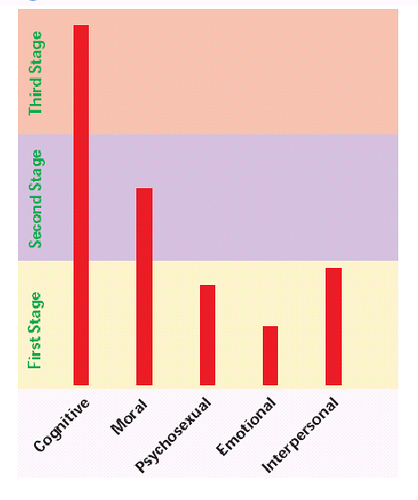 Third Stage
Second Stage
First Stage
Cognitive
Moral
Psychosexual
Emotional
Interpersonal